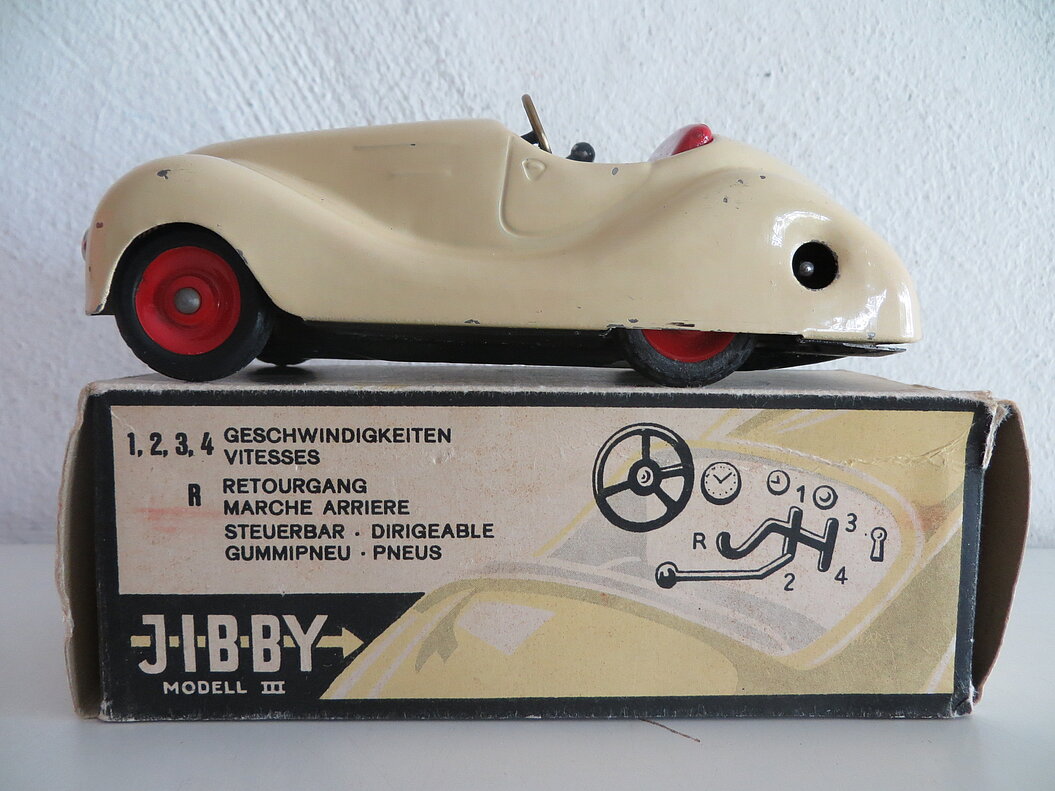 1, 2, 3, 4 GESCHWINDIGKEITEN
VITESSES
R RETOURGANG
MARCHE ARRIERE
STEUERBAR · DIRIGEABLE
GUMMIPNEU · PNEUS
J·I·B·B·Y
MODELL III
1
R
3
2
4